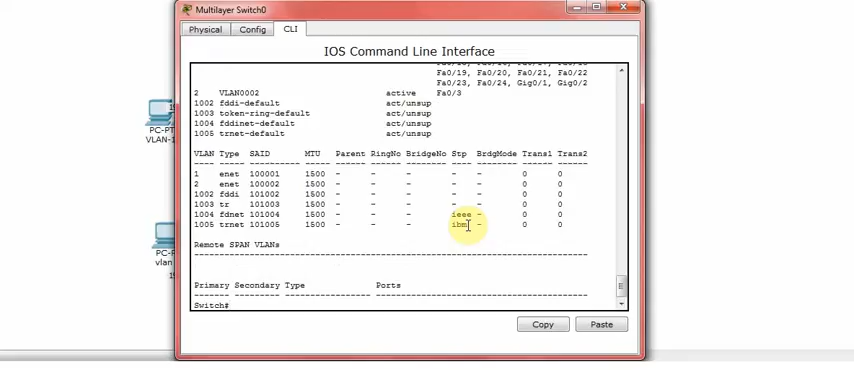 Multilayer Switch0
Physical Config CLI
IOS Command Line Interface
Fa0/19, Fa0/20, Fa0/21, Fa0/22
Fa0/23, Fa0/24, Gig0/1, Gig0/2
2 VLAN0002 active Fa0/3
1002 fddi-default act/unsup
1003 token-ring-default act/unsup
1004 fddinet-default act/unsup
1005 trnet-default act/unsup
VLAN Type SAID MTU Parent RingNo BridgeNo Stp BrdgMode Trans1 Trans2
---- ----- ---------- ----- ------ ------ -------- ---- -------- ------ ------
1 enet 100001 1500 - - - - - 0 0
2 enet 100002 1500 - - - - - 0 0
1002 fddi 101002 1500 - - - - - 0 0
1003 tr 101003 1500 - - - - - 0 0
1004 fdnet 101004 1500 - - - ieee - 0 0
1005 trnet 101005 1500 - - - ibm - 0 0
Remote SPAN VLANs
------------------------------------------------------------------------------
Primary Secondary Type Ports
------- --------- ----------------- ------------------------------------------
Switch#
Copy Paste
PC-PT
VLAN-1
PC-P
vlan